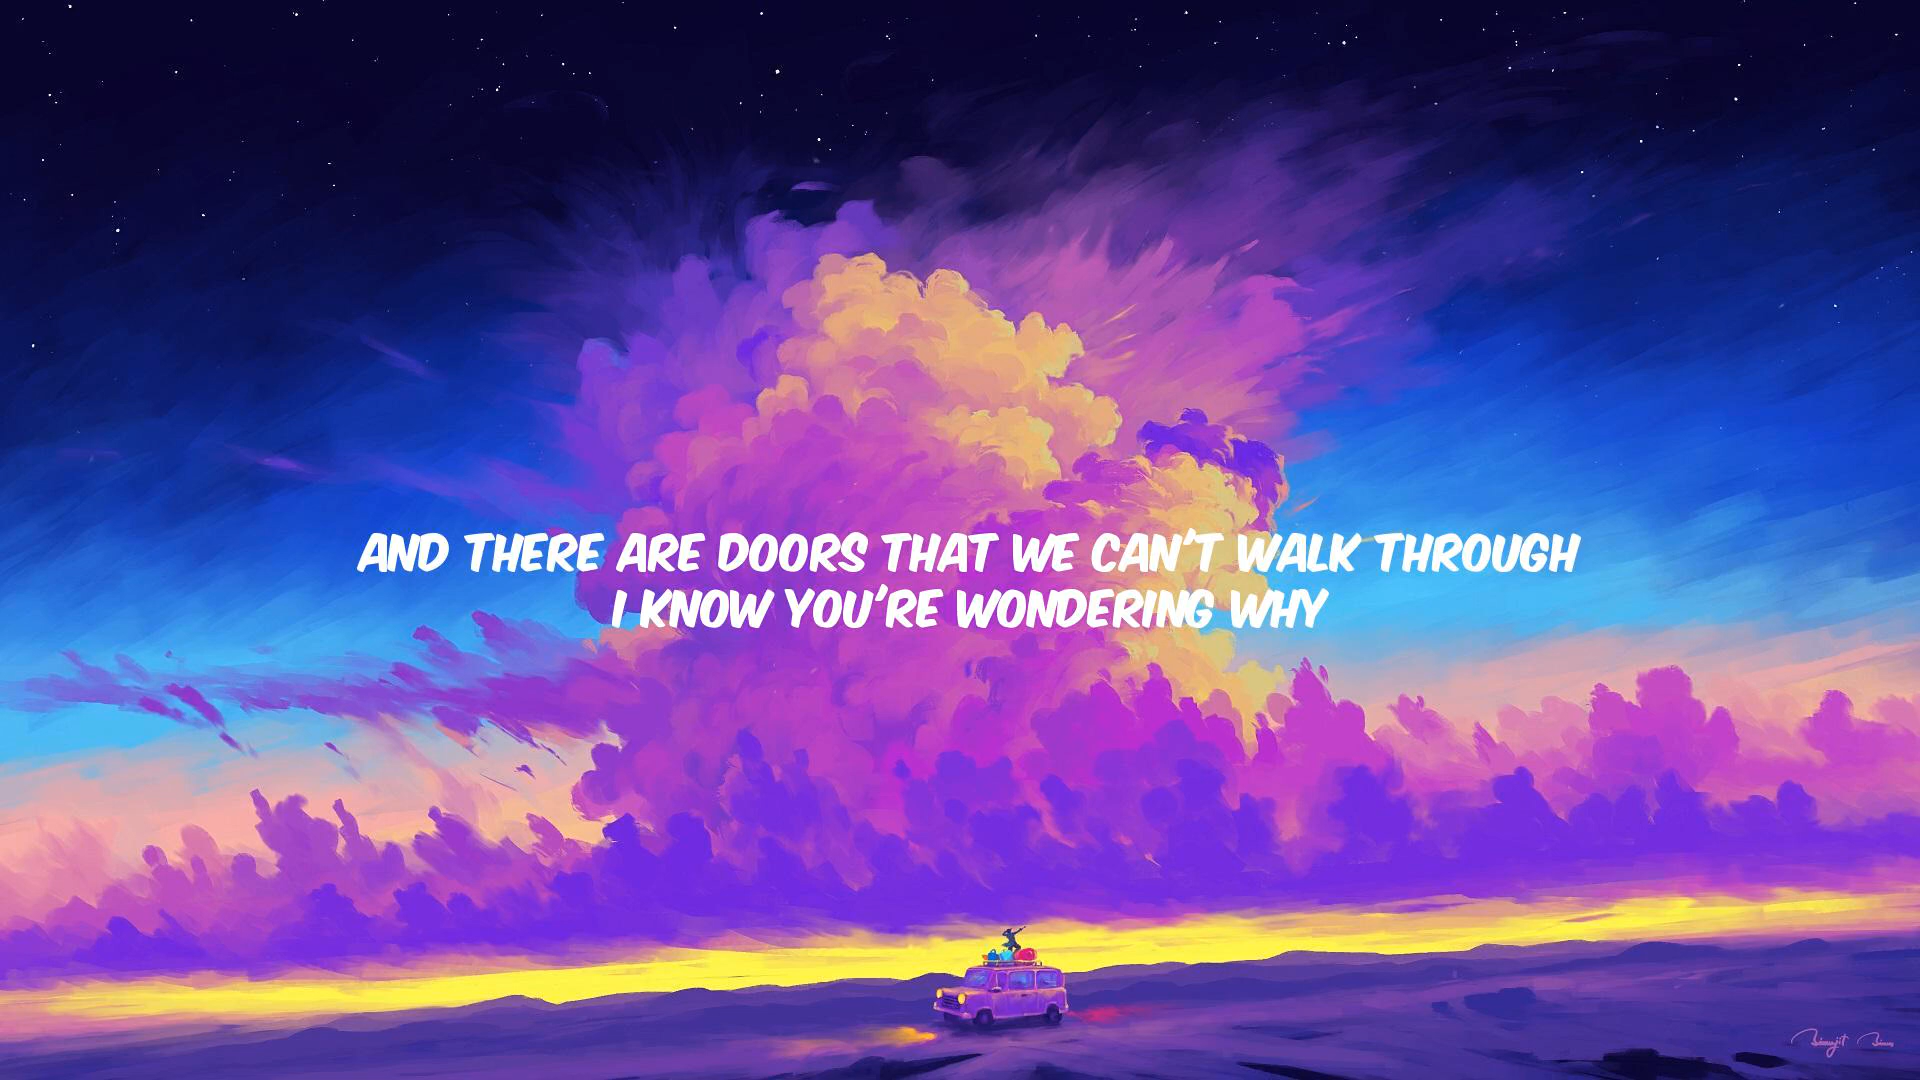 AND THERE ARE DOORS THAT WE CAN'T WALK THROUGH
I KNOW YOU'RE WONDERING WHY